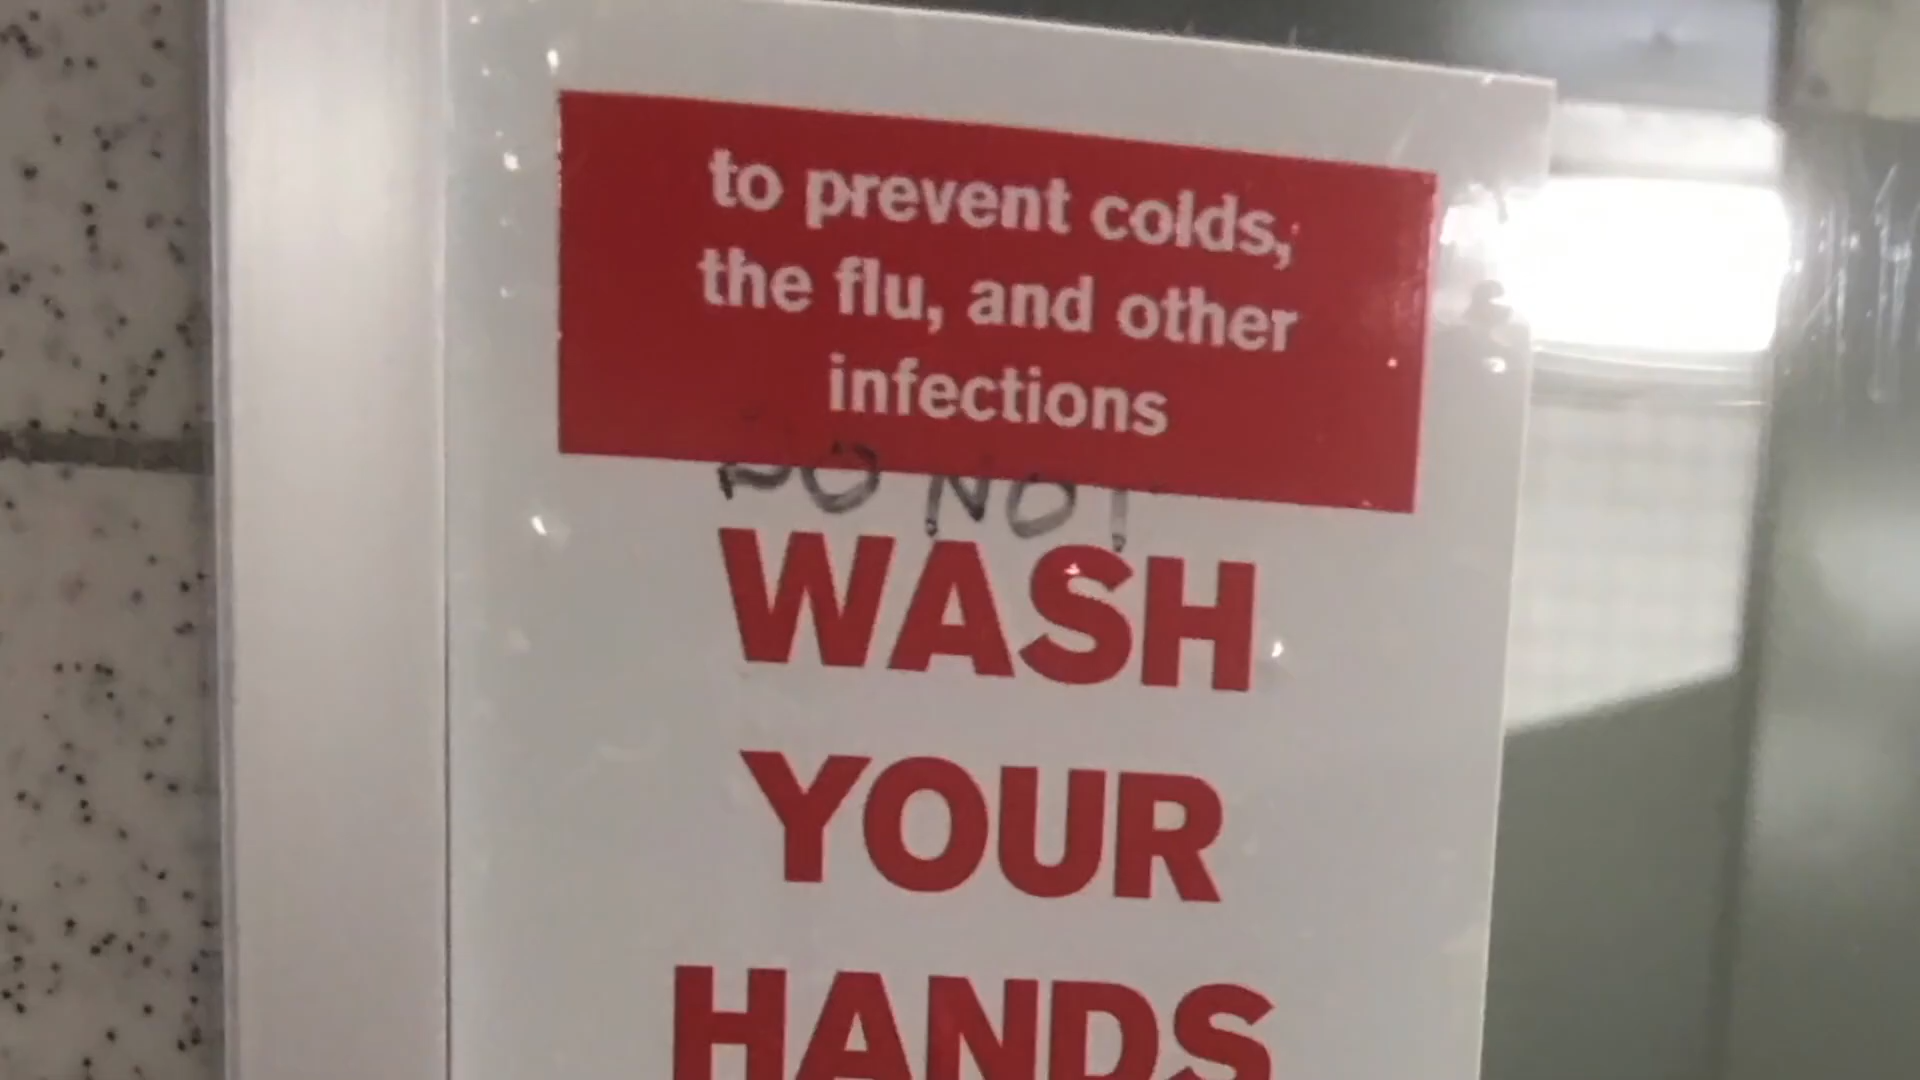 to prevent colds,
the flu, and other
infections
DO NOT
WASH
YOUR
HANDS